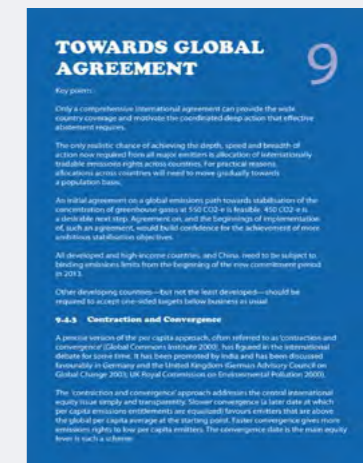 TOWARDS GLOBAL
AGREEMENT
9
Key points
Only a comprehensive international agreement can provide the wide
country coverage and motivate the coordinated deep action that effective
abatement requires.
The only realistic chance of achieving the depth, speed and breadth of
action now required from all major emitters is allocation of internationally
tradable emissions rights across countries. For practical reasons,
allocations across countries will need to move gradually towards
a population basis.
An initial agreement on a global emissions path towards stabilisation of the
concentration of greenhouse gases at 550 CO2-e is feasible. 450 CO2-e is
a desirable next step. Agreement on, and the beginnings of implementation
of, such an agreement, would build confidence for the achievement of more
ambitious stabilisation objectives.
All developed and high-income countries, and China, need to be subject to
binding emissions limits from the beginning of the new commitment period
in 2013.
Other developing countries—but not the least developed—should be
required to accept one-sided targets below business as usual.
9.4.3 Contraction and Convergence
A precise version of the per capita approach, often referred to as 'contraction and
convergence' (Global Commons Institute 2000), has figured in the international
debate for some time. It has been promoted by India and has been discussed
favourably in Germany and the United Kingdom (German Advisory Council on
Global Change 2003; UK Royal Commission on Environmental Pollution 2000).
The 'contraction and convergence' approach addresses the central international
equity issue simply and transparently. Slower convergence (a later date at which
per capita emissions entitlements are equalised) favours emitters that are above
the global per capita average at the starting point. Faster convergence gives more
emissions rights to low per capita emitters. The convergence date is the main equity
lever in such a scheme.